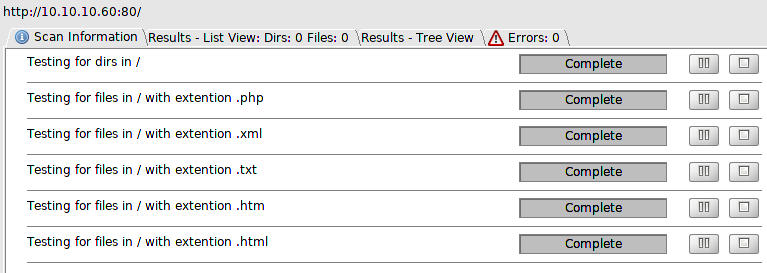 http://10.10.10.60:80/
Scan Information Results - List View: Dirs: 0 Files: 0 Results - Tree View Errors: 0
Testing for dirs in / Complete
Testing for files in / with extention .php Complete
Testing for files in / with extention .xml Complete
Testing for files in / with extention .txt Complete
Testing for files in / with extention .htm Complete
Testing for files in / with extention .html Complete